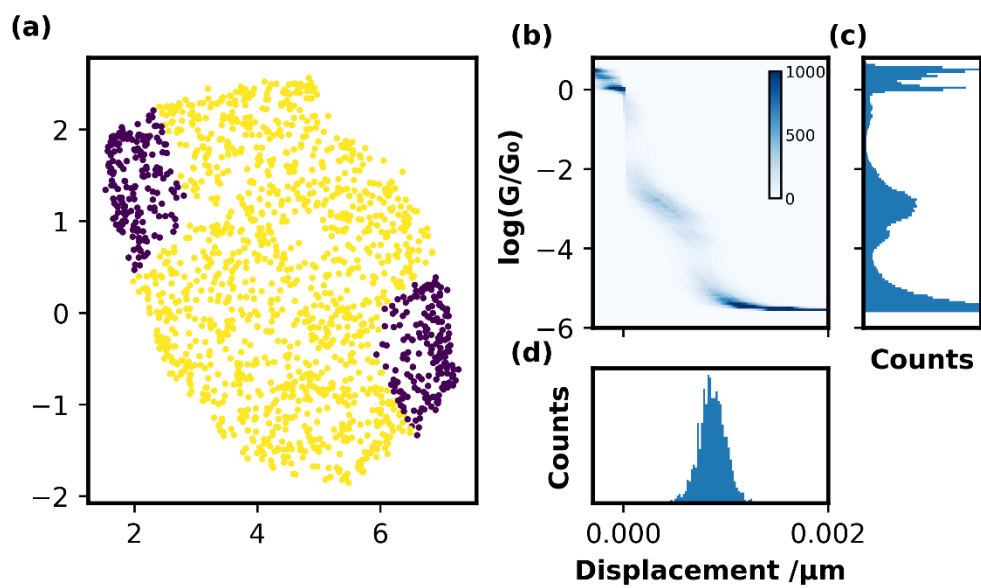 (a)
2
1
0
−1
−2
2
4
6
(b)
log(G/G₀)
0
−2
−4
−6
1000
500
0
(c)
Counts
(d)
Counts
0.000
0.002
Displacement /μm